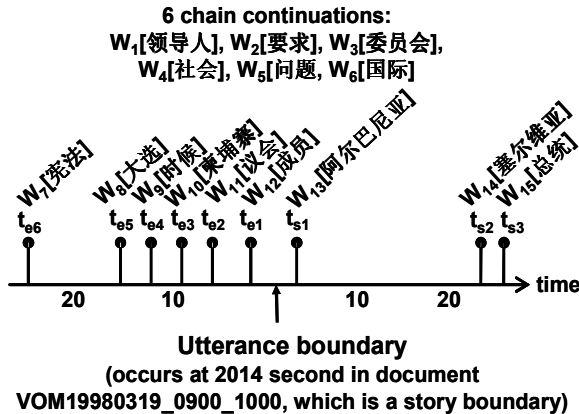 6 chain continuations:
W1[领导人], W2[要求], W3[委员会],
W4[社会], W5[问题, W6[国际]
W7[宪法] W8[大选] W9[时候] W10[柬埔寨] W11[议会] W12[成员] W13[阿尔巴尼亚] W14[塞尔维亚] W15[总统]
te6 te5 te4 te3 te2 te1 ts1 ts2 ts3
time
20 10 10 20
Utterance boundary
(occurs at 2014 second in document
VOM19980319_0900_1000, which is a story boundary)